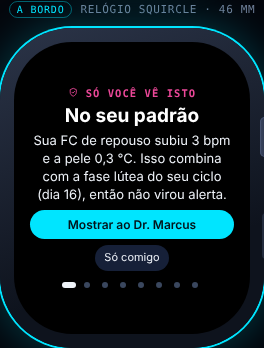 A BORDO RELÓGIO SQUIRCLE · 46 MM
SÓ VOCÊ VÊ ISTO
No seu padrão
Sua FC de repouso subiu 3 bpm
e a pele 0,3 °C. Isso combina
com a fase lútea do seu ciclo
(dia 16), então não virou alerta.
Mostrar ao Dr. Marcus
Só comigo